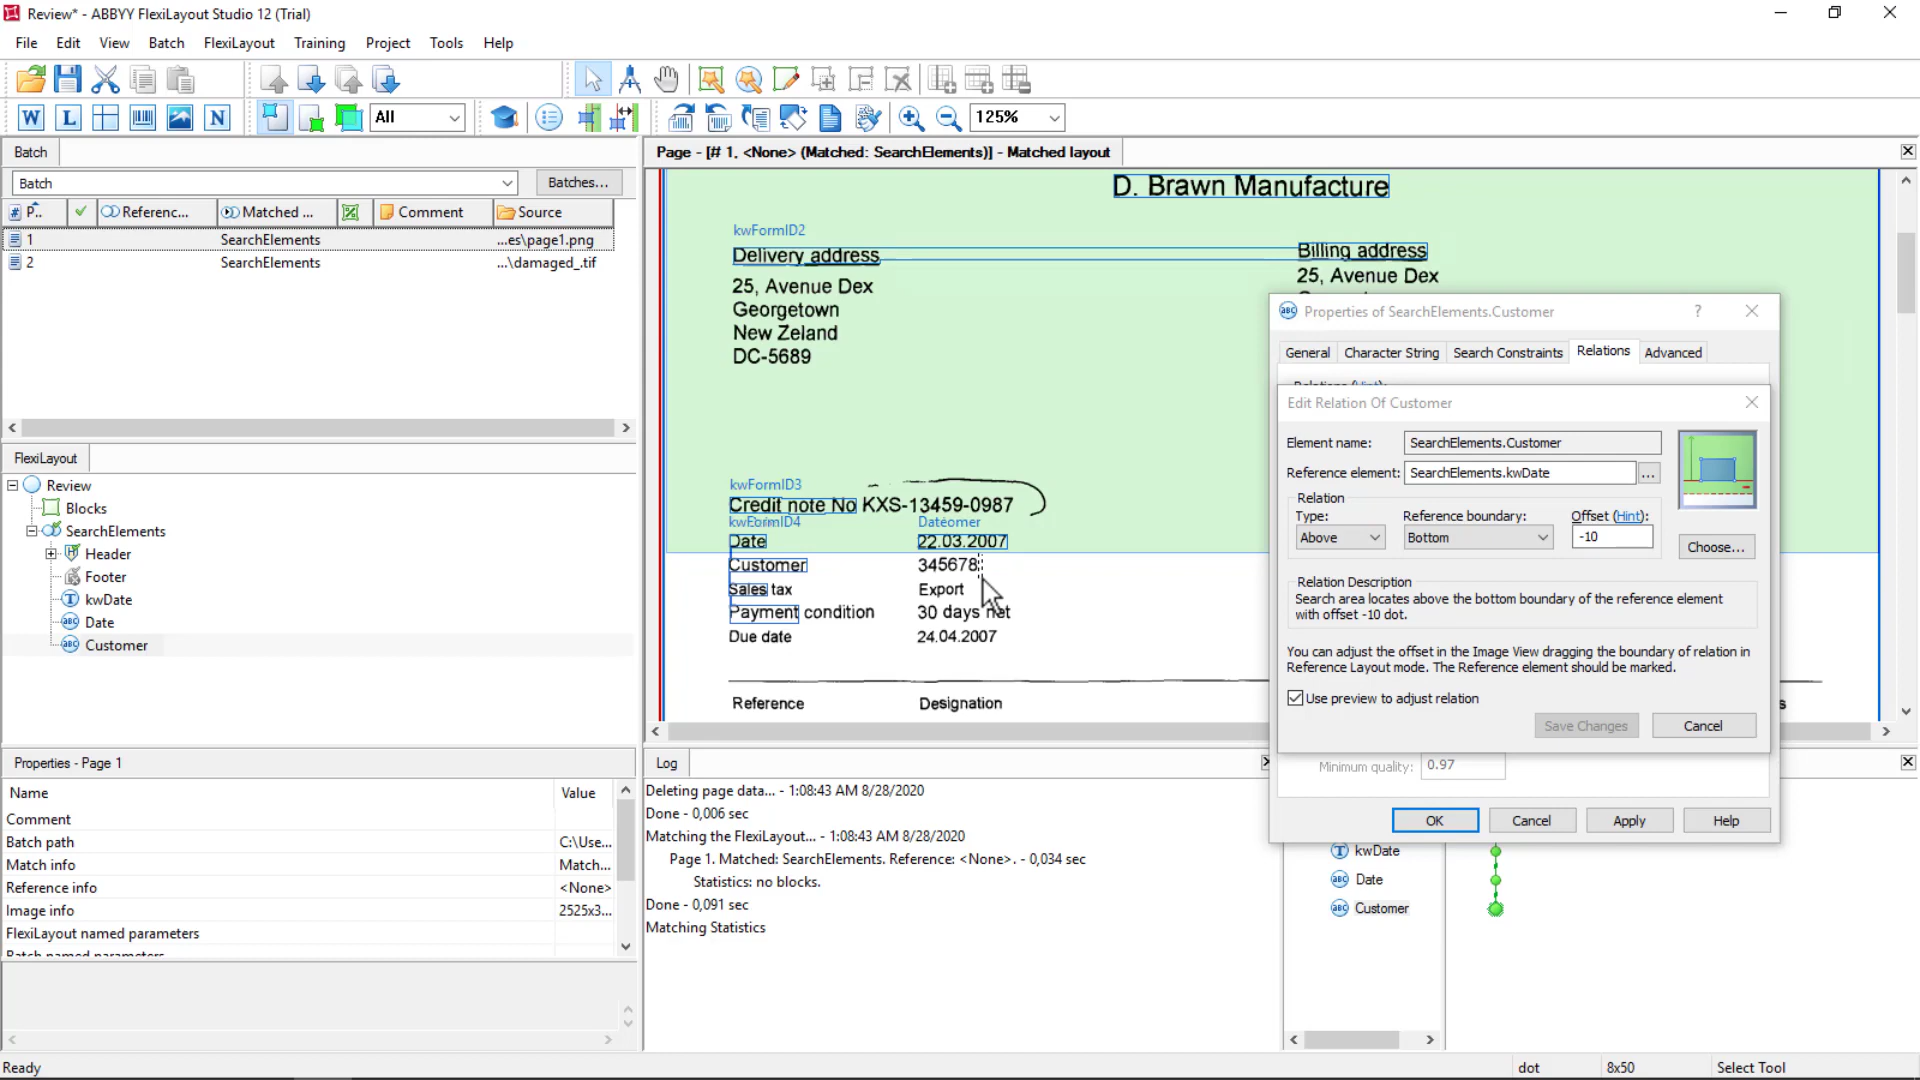 Review* - ABBYY FlexiLayout Studio 12 (Trial)
File Edit View Batch FlexiLayout Training Project Tools Help
W L N All 125%
Batch
Page - [# 1, <None> (Matched: SearchElements)] - Matched layout
Batch Batches...
# P.. Referenc... Matched ... Comment Source
1 SearchElements ...es\page1.png
2 SearchElements ...\damaged_.tif
D. Brawn Manufacture
kwFormID2
Delivery address Billing address
25, Avenue Dex 25, Avenue Dex
Georgetown
New Zeland
DC-5689
kwFormID3
Credit note No KXS-13459-0987
kwFormID4
Date 22.03.2007
Customer 345678
Sales tax Export
Payment condition 30 days net
Due date 24.04.2007
Reference Designation
FlexiLayout
Review
Blocks
SearchElements
Header
Footer
kwDate
Date
Customer
Properties of SearchElements.Customer
General Character String Search Constraints Relations Advanced
Edit Relation Of Customer
Element name: SearchElements.Customer
Reference element: SearchElements.kwDate ...
Relation
Type: Reference boundary: Offset (Hint):
Above Bottom -10
Choose...
Relation Description
Search area locates above the bottom boundary of the reference element
with offset -10 dot.
You can adjust the offset in the Image View dragging the boundary of relation in
Reference Layout mode. The Reference element should be marked.
Use preview to adjust relation
Save Changes Cancel
Minimum quality: 0.97
OK Cancel Apply Help
kwDate
Date
Customer
Properties - Page 1
Name Value
Comment
Batch path C:\Use...
Match info Match...
Reference info <None>
Image info 2525x3...
FlexiLayout named parameters
Batch named parameters
Log
Deleting page data... - 1:08:43 AM 8/28/2020
Done - 0,006 sec
Matching the FlexiLayout... - 1:08:43 AM 8/28/2020
Page 1. Matched: SearchElements. Reference: <None>. - 0,034 sec
Statistics: no blocks.
Done - 0,091 sec
Matching Statistics
Ready dot 8x50 Select Tool